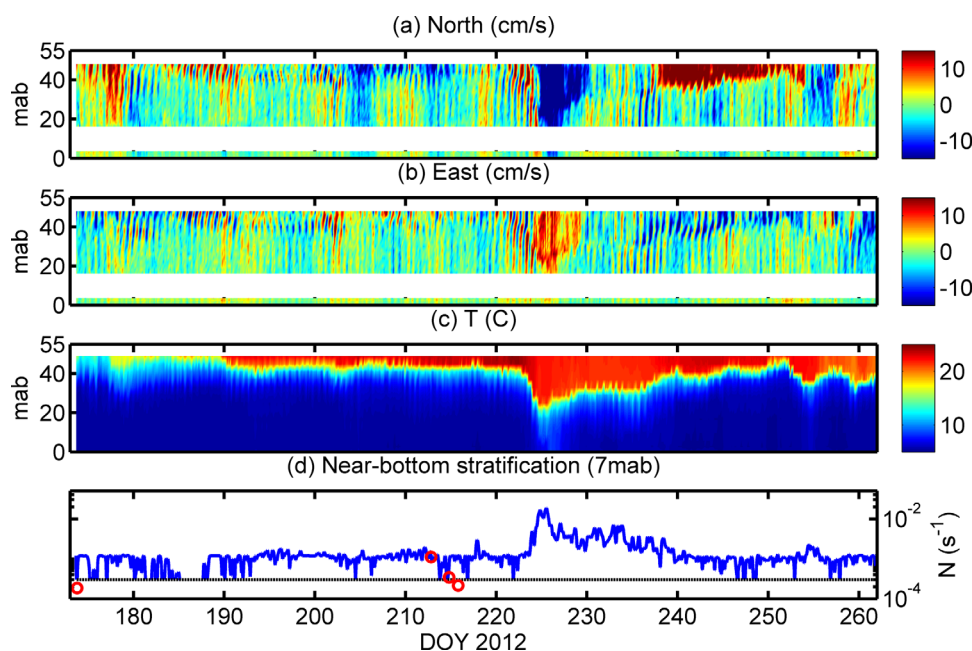 (a) North (cm/s)
mab
55
40
20
0
10
0
-10
(b) East (cm/s)
mab
55
40
20
0
10
0
-10
(c) T (C)
mab
55
40
20
0
20
10
(d) Near-bottom stratification (7mab)
10⁻²
10⁻⁴
N (s⁻¹)
180 190 200 210 220 230 240 250 260
DOY 2012